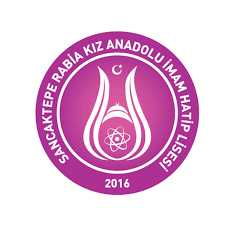 SANCAKTEPE RABİA KIZ ANADOLU İMAM HATİP LİSESİ
2016